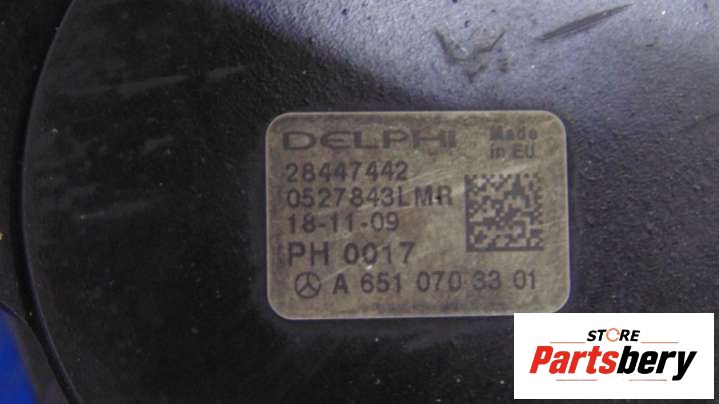 DELPHI Made
in EU
28447442
0527843LMR
18-11-09
PH 0017
A 651 070 33 01
STORE
Partsbery